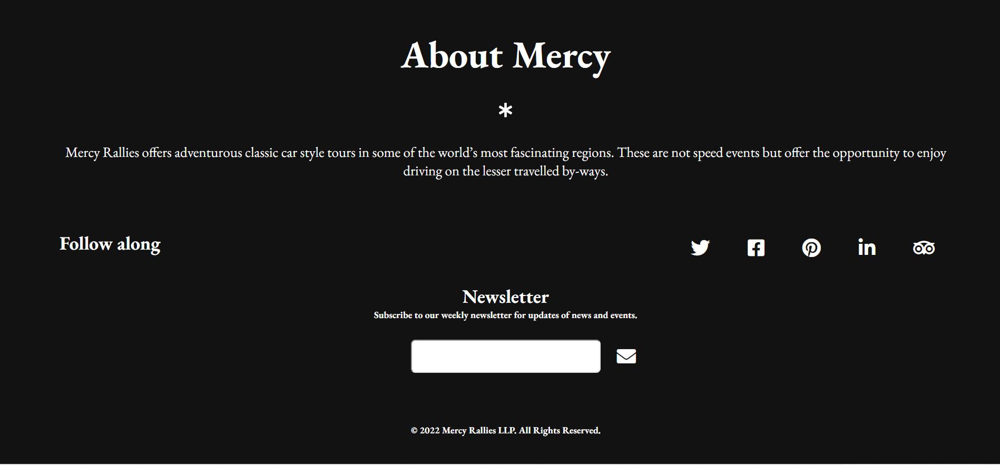 About Mercy
*
Mercy Rallies offers adventurous classic car style tours in some of the world’s most fascinating regions. These are not speed events but offer the opportunity to enjoy
driving on the lesser travelled by-ways.
Follow along
Newsletter
Subscribe to our weekly newsletter for updates of news and events.
© 2022 Mercy Rallies LLP. All Rights Reserved.